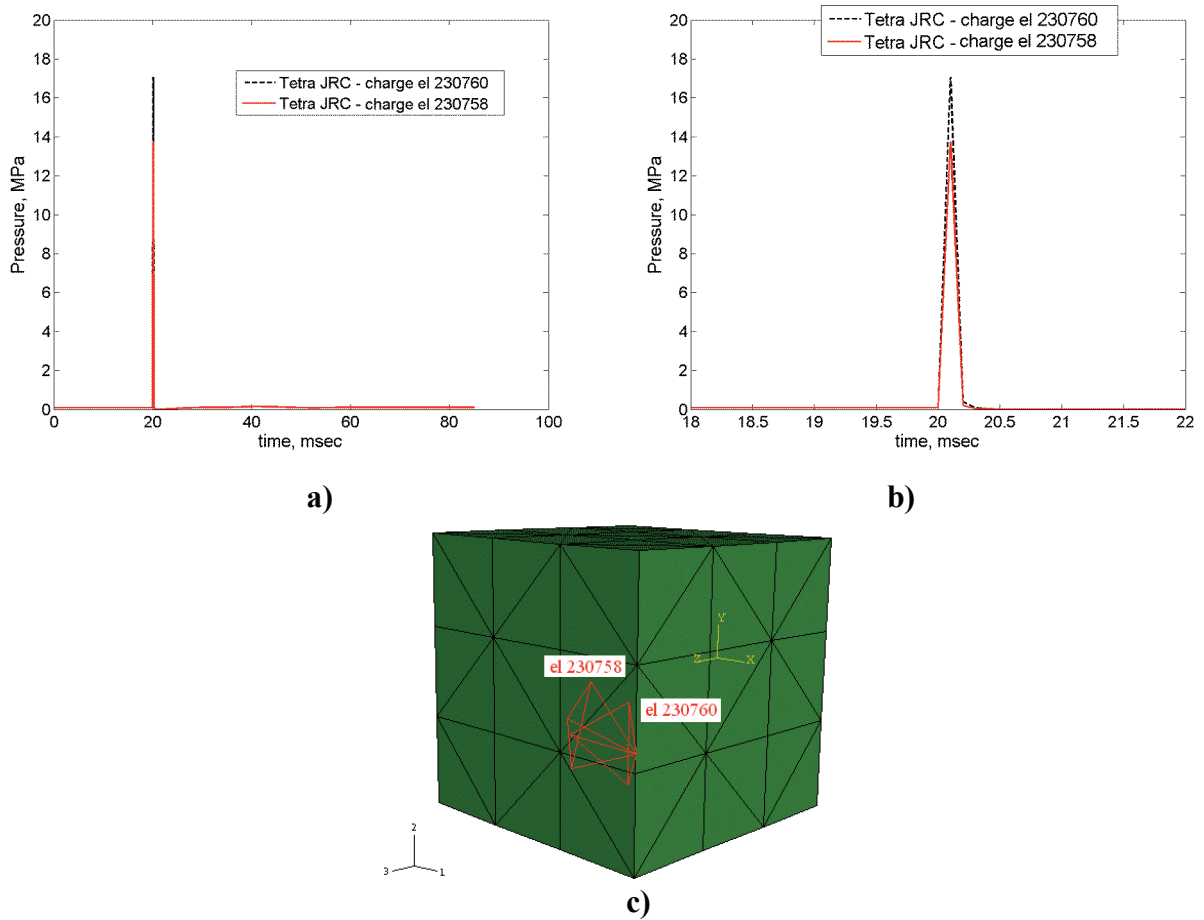 20
18
16
14
12
10
8
6
4
2
0
Pressure, MPa
Tetra JRC - charge el 230760
Tetra JRC - charge el 230758
0 20 40 60 80 100
time, msec
a)
20
18
16
14
12
10
8
6
4
2
0
Pressure, MPa
Tetra JRC - charge el 230760
Tetra JRC - charge el 230758
18 18.5 19 19.5 20 20.5 21 21.5 22
time, msec
b)
Y
Z X
el 230758
el 230760
2
3 1
c)